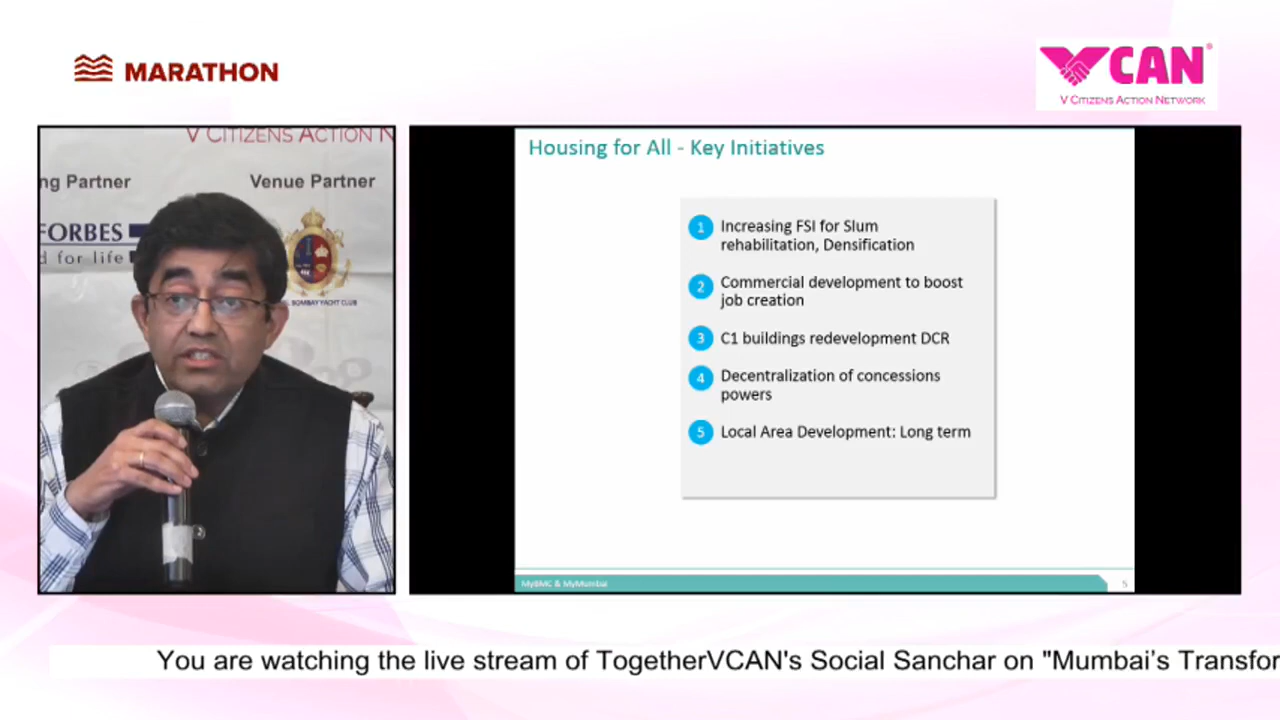 MARATHON
VCAN
V CITIZENS ACTION NETWORK
V CITIZENS ACTION N
ng Partner
Venue Partner
FORBES
d for life
BOMBAY YACHT CLUB
Housing for All - Key Initiatives
1 Increasing FSI for Slum
rehabilitation, Densification
2 Commercial development to boost
job creation
3 C1 buildings redevelopment DCR
4 Decentralization of concessions
powers
5 Local Area Development: Long term
MyBMC & MyMumbai
5
You are watching the live stream of TogetherVCAN's Social Sanchar on "Mumbai’s Transfor